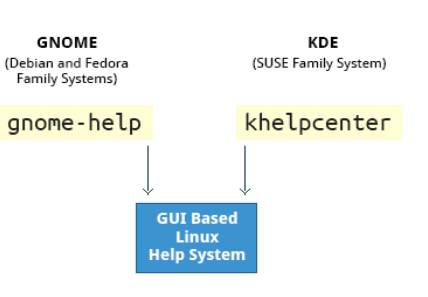 GNOME
(Debian and Fedora
Family Systems)
gnome-help
KDE
(SUSE Family System)
khelpcenter
GUI Based
Linux
Help System